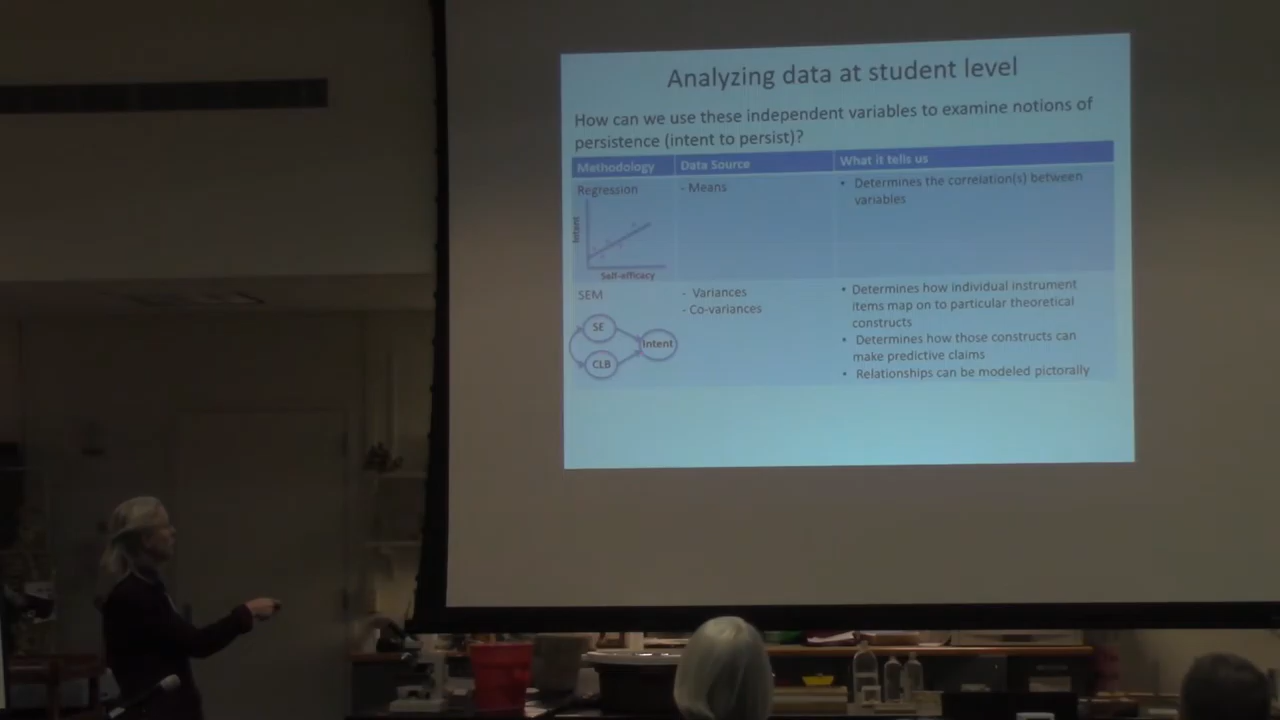 Analyzing data at student level
How can we use these independent variables to examine notions of
persistence (intent to persist)?
Methodology
Data Source
What it tells us
Regression
- Means
• Determines the correlation(s) between
variables
Intent
Self-efficacy
SEM
- Variances
- Co-variances
• Determines how individual instrument
items map on to particular theoretical
constructs
• Determines how those constructs can
make predictive claims
• Relationships can be modeled pictorally
SE
Intent
CLB